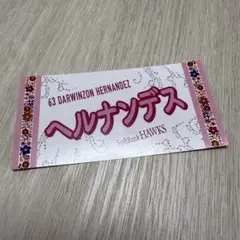 63 DARWINZON HERNANDEZ
ヘルナンデス
SoftBank HAWKS